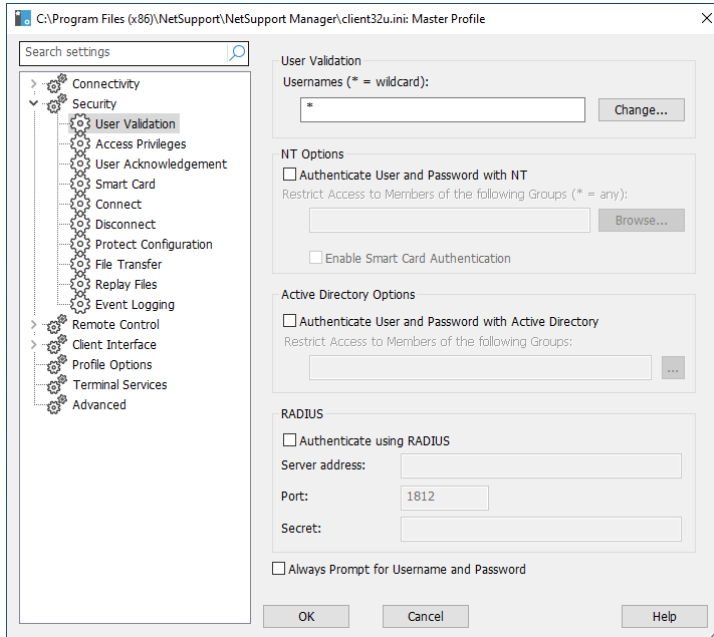 C:\Program Files (x86)\NetSupport\NetSupport Manager\client32u.ini: Master Profile
Search settings
Connectivity
Security
User Validation
Access Privileges
User Acknowledgement
Smart Card
Connect
Disconnect
Protect Configuration
File Transfer
Replay Files
Event Logging
Remote Control
Client Interface
Profile Options
Terminal Services
Advanced
User Validation
Usernames (* = wildcard):
*
Change...
NT Options
Authenticate User and Password with NT
Restrict Access to Members of the following Groups (* = any):
Browse...
Enable Smart Card Authentication
Active Directory Options
Authenticate User and Password with Active Directory
Restrict Access to Members of the following Groups:
...
RADIUS
Authenticate using RADIUS
Server address:
Port:
1812
Secret:
Always Prompt for Username and Password
OK
Cancel
Help